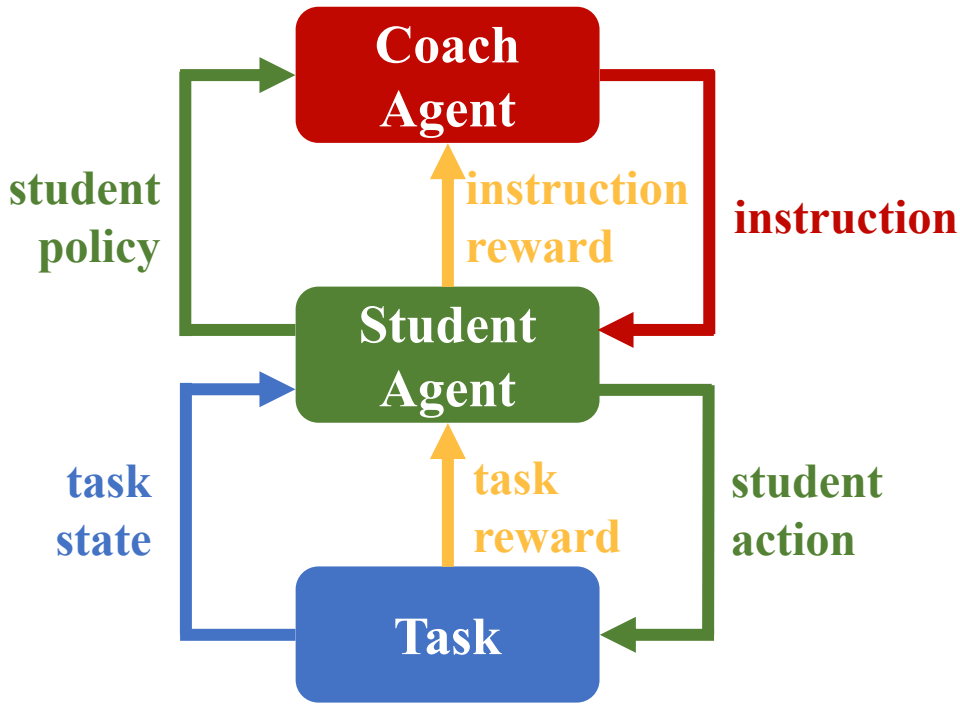 Coach
Agent
student
policy
instruction
reward
instruction
Student
Agent
task
state
task
reward
student
action
Task